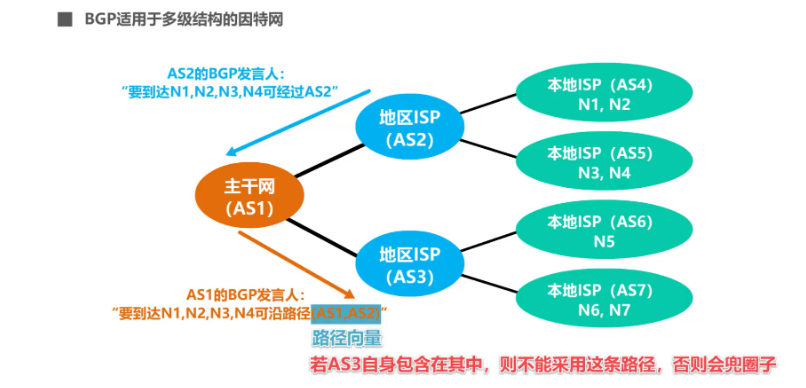 BGP适用于多级结构的因特网
AS2的BGP发言人：
“要到达N1,N2,N3,N4可经过AS2”
本地ISP（AS4）
N1, N2
地区ISP
（AS2）
本地ISP（AS5）
N3, N4
主干网
（AS1）
本地ISP（AS6）
N5
地区ISP
（AS3）
AS1的BGP发言人：
“要到达N1,N2,N3,N4可沿路径(AS1,AS2)”
本地ISP（AS7）
N6, N7
路径向量
若AS3自身包含在其中，则不能采用这条路径，否则会兜圈子